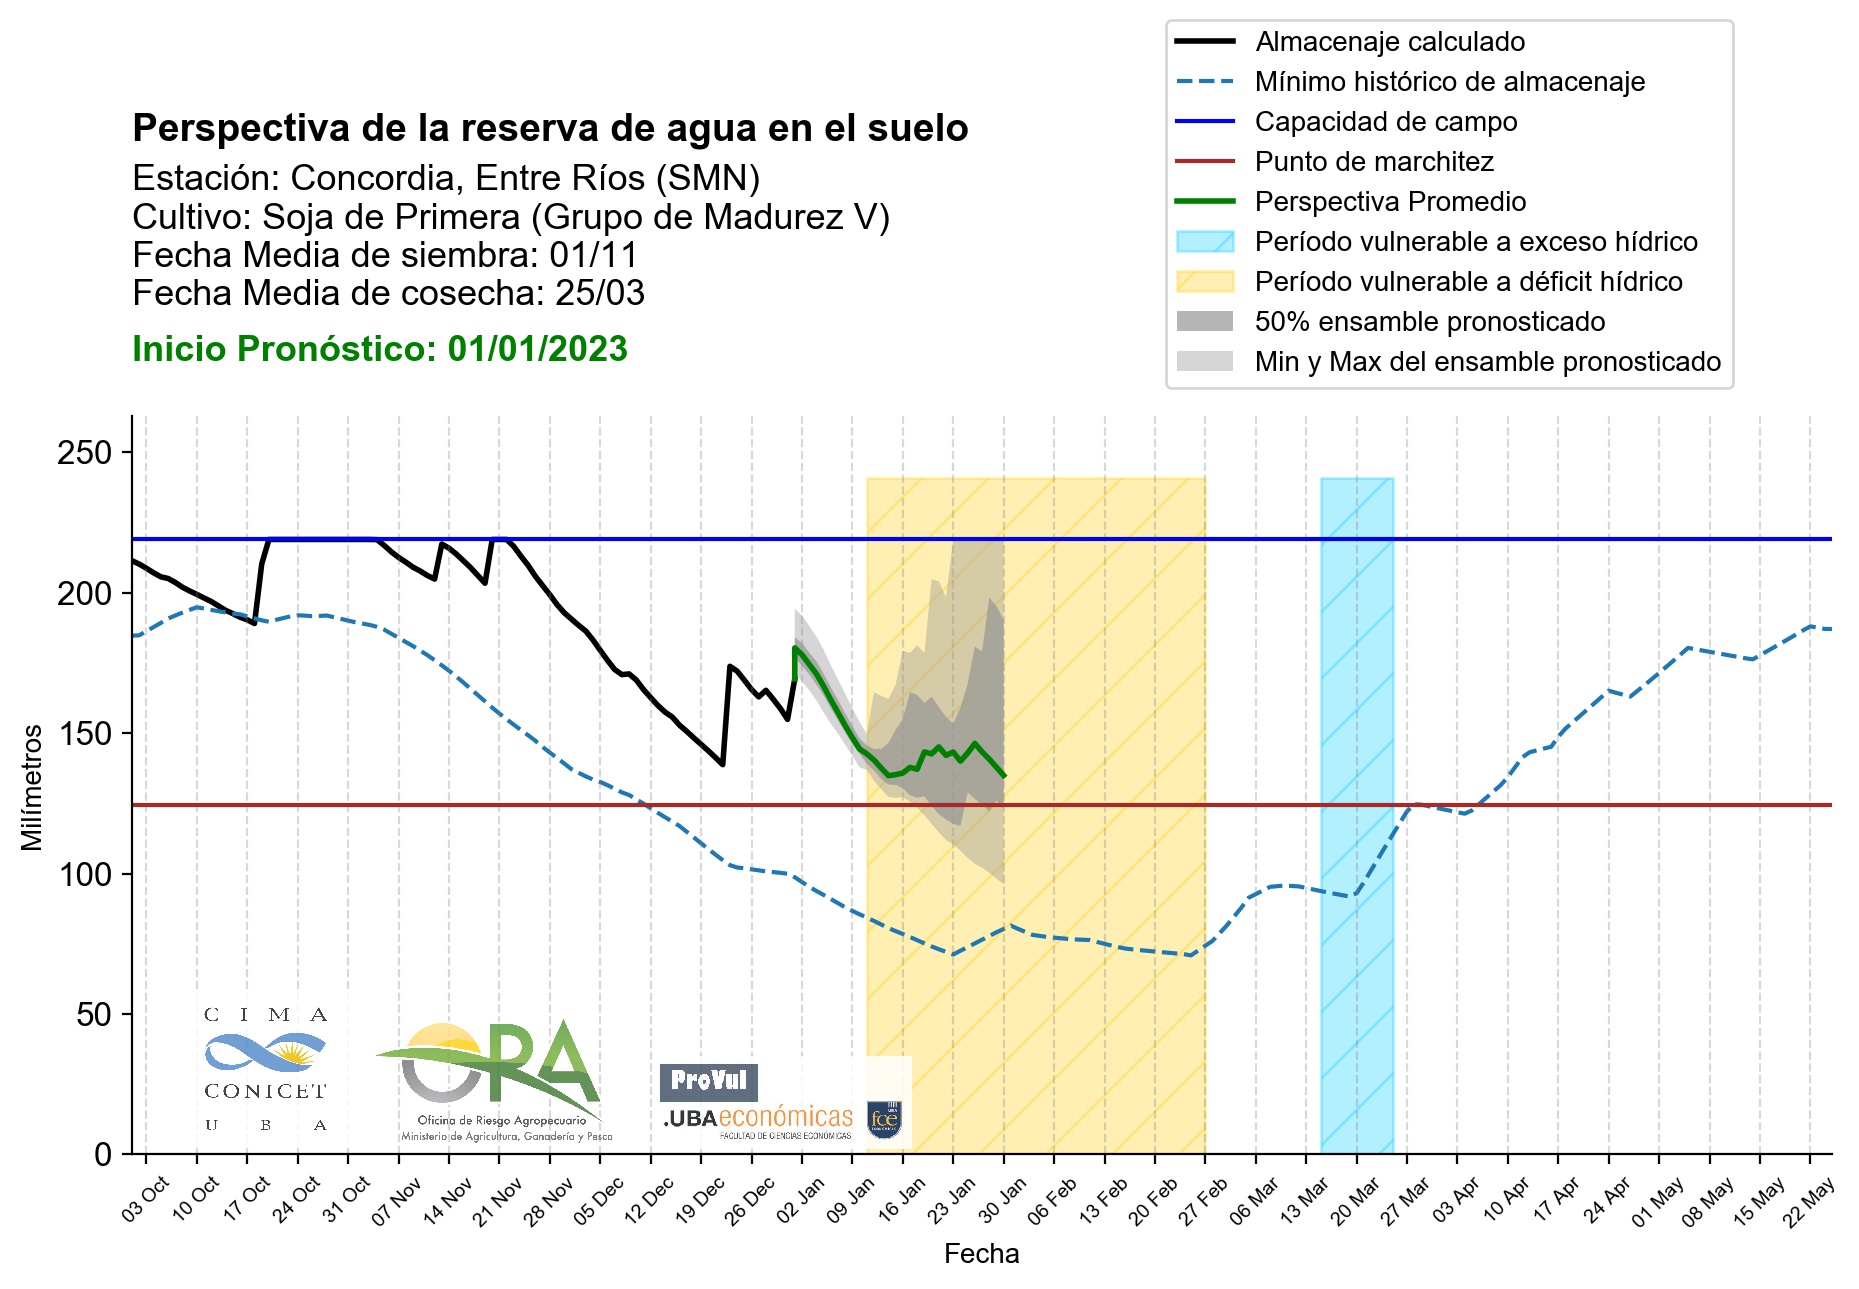 Almacenaje calculado
Mínimo histórico de almacenaje
Capacidad de campo
Punto de marchitez
Perspectiva Promedio
Período vulnerable a exceso hídrico
Período vulnerable a déficit hídrico
50% ensamble pronosticado
Min y Max del ensamble pronosticado
Perspectiva de la reserva de agua en el suelo
Estación: Concordia, Entre Ríos (SMN)
Cultivo: Soja de Primera (Grupo de Madurez V)
Fecha Media de siembra: 01/11
Fecha Media de cosecha: 25/03
Inicio Pronóstico: 01/01/2023
Milímetros
250
200
150
100
50
0
CIMA
CONICET
UBA
ORA
Oficina de Riesgo Agropecuario
Ministerio de Agricultura, Ganadería y Pesca
ProVul
.UBAeconómicas
FACULTAD DE CIENCIAS ECONÓMICAS
UBA
fce
ECONÓMICAS
03 Oct
10 Oct
17 Oct
24 Oct
31 Oct
07 Nov
14 Nov
21 Nov
28 Nov
05 Dec
12 Dec
19 Dec
26 Dec
02 Jan
09 Jan
16 Jan
23 Jan
30 Jan
06 Feb
13 Feb
20 Feb
27 Feb
06 Mar
13 Mar
20 Mar
27 Mar
03 Apr
10 Apr
17 Apr
24 Apr
01 May
08 May
15 May
22 May
Fecha